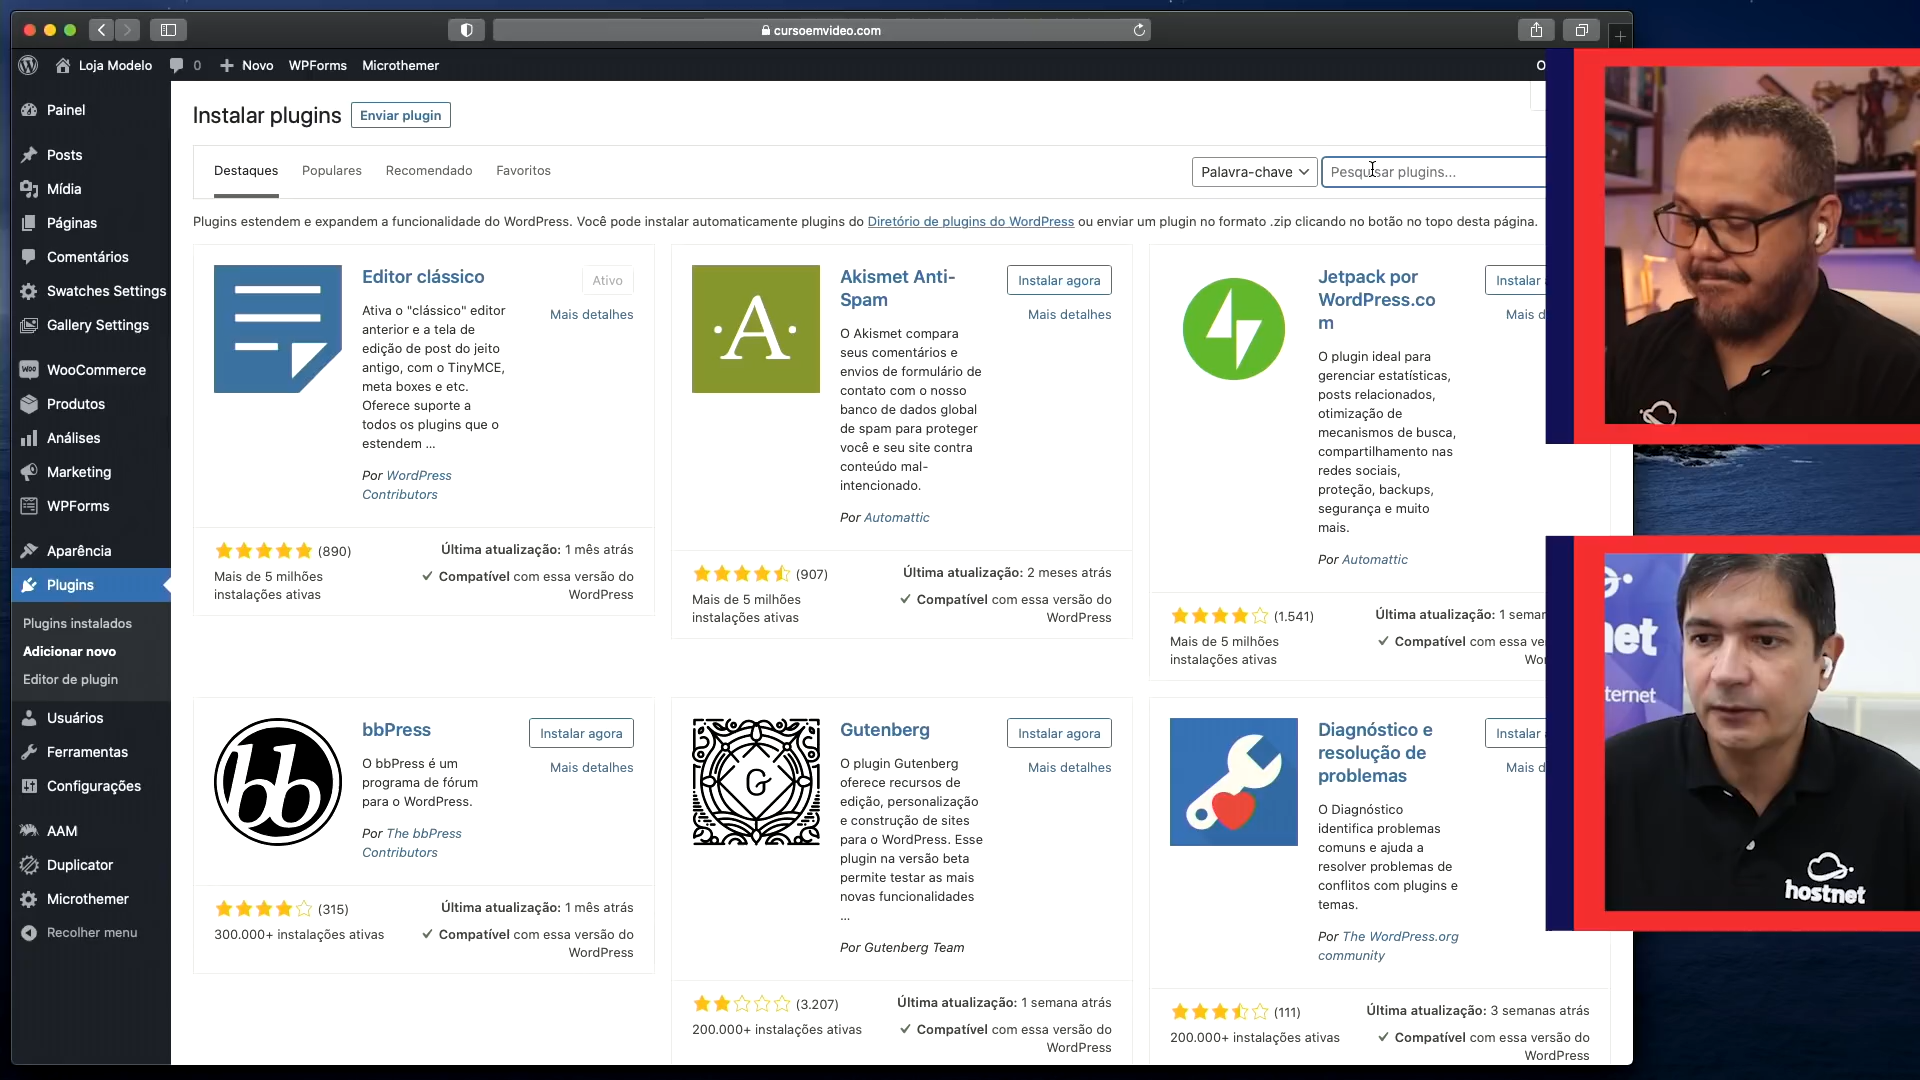 cursoemvideo.com
Loja Modelo
0
Novo
WPForms
Microthemer
O
Painel
Posts
Mídia
Páginas
Comentários
Swatches Settings
Gallery Settings
WooCommerce
Produtos
Análises
Marketing
WPForms
Aparência
Plugins
Plugins instalados
Adicionar novo
Editor de plugin
Usuários
Ferramentas
Configurações
AAM
Duplicator
Microthemer
Recolher menu
Instalar plugins
Enviar plugin
Destaques
Populares
Recomendado
Favoritos
Palavra-chave
Pesquisar plugins...
Plugins estendem e expandem a funcionalidade do WordPress. Você pode instalar automaticamente plugins do Diretório de plugins do WordPress ou enviar um plugin no formato .zip clicando no botão no topo desta página.
Editor clássico
Ativo
Mais detalhes
Ativa o "clássico" editor
anterior e a tela de
edição de post do jeito
antigo, com o TinyMCE,
meta boxes e etc.
Oferece suporte a
todos os plugins que o
estendem ...
Por WordPress
Contributors
(890)
Mais de 5 milhões
instalações ativas
Última atualização: 1 mês atrás
Compatível com essa versão do
WordPress
A
Akismet Anti-
Spam
Instalar agora
Mais detalhes
O Akismet compara
seus comentários e
envios de formulário de
contato com o nosso
banco de dados global
de spam para proteger
você e seu site contra
conteúdo mal-
intencionado.
Por Automattic
(907)
Mais de 5 milhões
instalações ativas
Última atualização: 2 meses atrás
Compatível com essa versão do
WordPress
Jetpack por
WordPress.co
m
Instalar
Mais d
O plugin ideal para
gerenciar estatísticas,
posts relacionados,
otimização de
mecanismos de busca,
compartilhamento nas
redes sociais,
proteção, backups,
segurança e muito
mais.
Por Automattic
(1.541)
Mais de 5 milhões
instalações ativas
Última atualização: 1 seman
Compatível com essa ve
Wor
bb
bbPress
Instalar agora
Mais detalhes
O bbPress é um
programa de fórum
para o WordPress.
Por The bbPress
Contributors
(315)
300.000+ instalações ativas
Última atualização: 1 mês atrás
Compatível com essa versão do
WordPress
G
Gutenberg
Instalar agora
Mais detalhes
O plugin Gutenberg
oferece recursos de
edição, personalização
e construção de sites
para o WordPress. Esse
plugin na versão beta
permite testar as mais
novas funcionalidades
...
Por Gutenberg Team
(3.207)
200.000+ instalações ativas
Última atualização: 1 semana atrás
Compatível com essa versão do
WordPress
Diagnóstico e
resolução de
problemas
Instalar
Mais d
O Diagnóstico
identifica problemas
comuns e ajuda a
resolver problemas de
conflitos com plugins e
temas.
Por The WordPress.org
community
(111)
200.000+ instalações ativas
Última atualização: 3 semanas atrás
Compatível com essa versão do
WordPress
net
ternet
hostnet